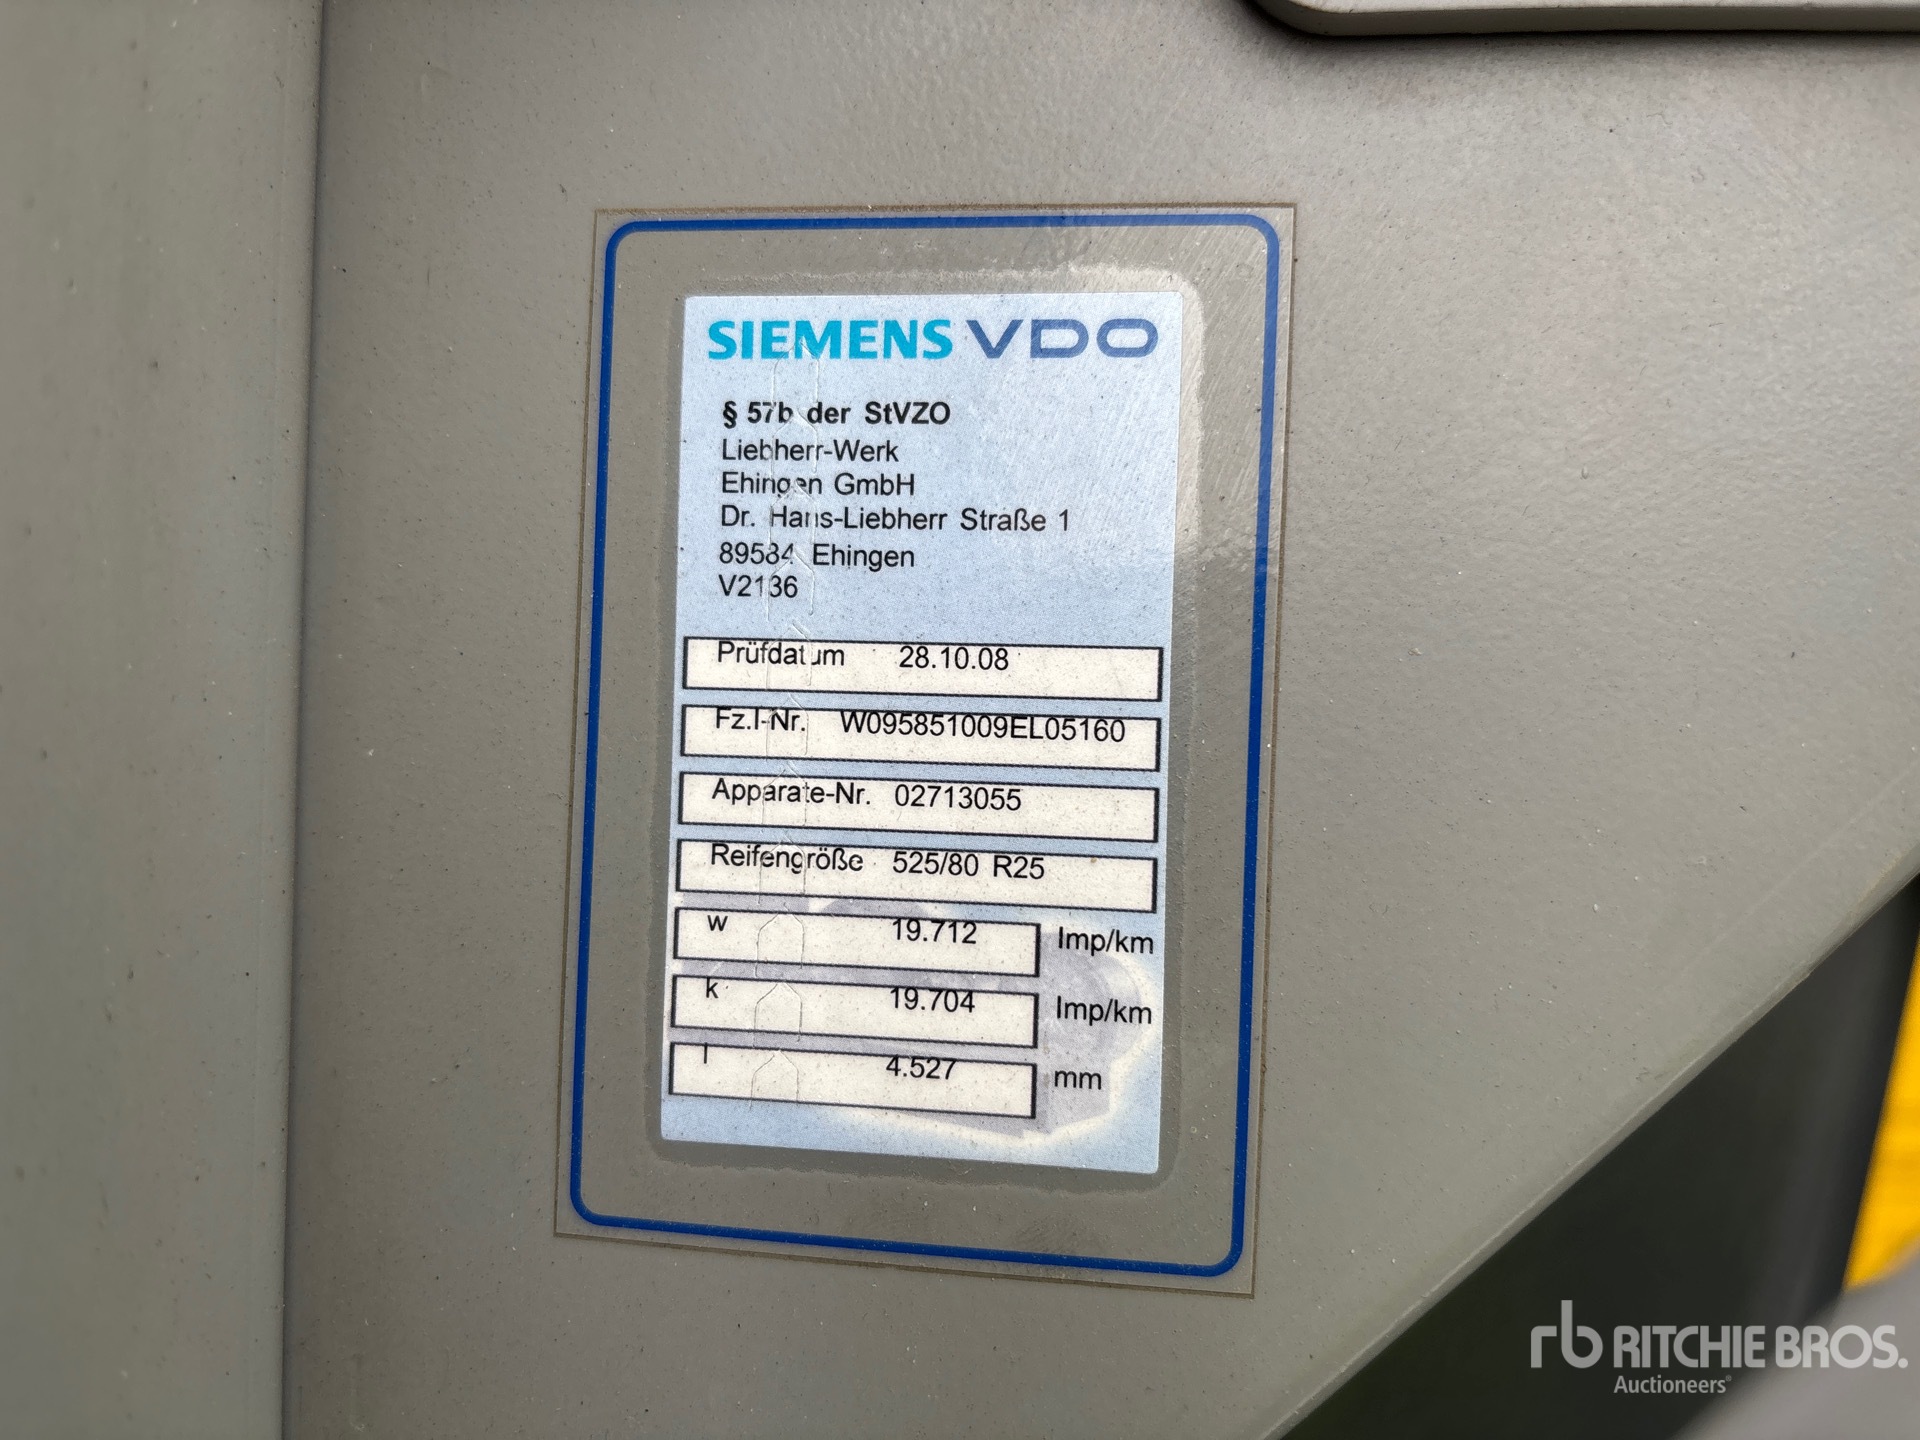 SIEMENS VDO
§ 57b der StVZO
Liebherr-Werk
Ehingen GmbH
Dr. Hans-Liebherr Straße 1
89584 Ehingen
V2136
Prüfdatum 28.10.08
Fz.I-Nr. W095851009EL05160
Apparate-Nr. 02713055
Reifengröße 525/80 R25
w 19.712 Imp/km
k 19.704 Imp/km
l 4.527 mm
rb RITCHIE BROS.
Auctioneers